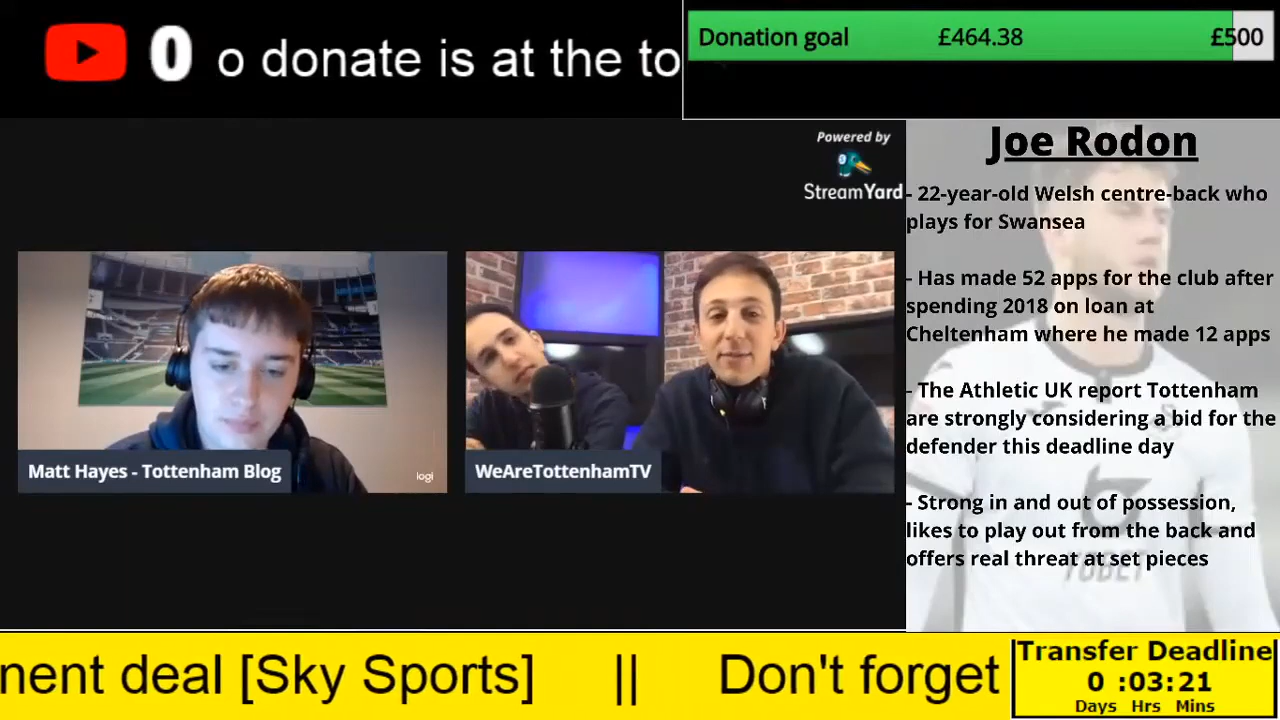 0 o donate is at the to
Donation goal £464.38 £500
Powered by
StreamYard
Joe Rodon
- 22-year-old Welsh centre-back who
plays for Swansea
- Has made 52 apps for the club after
spending 2018 on loan at
Cheltenham where he made 12 apps
- The Athletic UK report Tottenham
are strongly considering a bid for the
defender this deadline day
- Strong in and out of possession,
likes to play out from the back and
offers real threat at set pieces
YOBET
Matt Hayes - Tottenham Blog
logi
WeAreTottenhamTV
nent deal [Sky Sports] || Don't forget
Transfer Deadline
0 :03:21
Days Hrs Mins